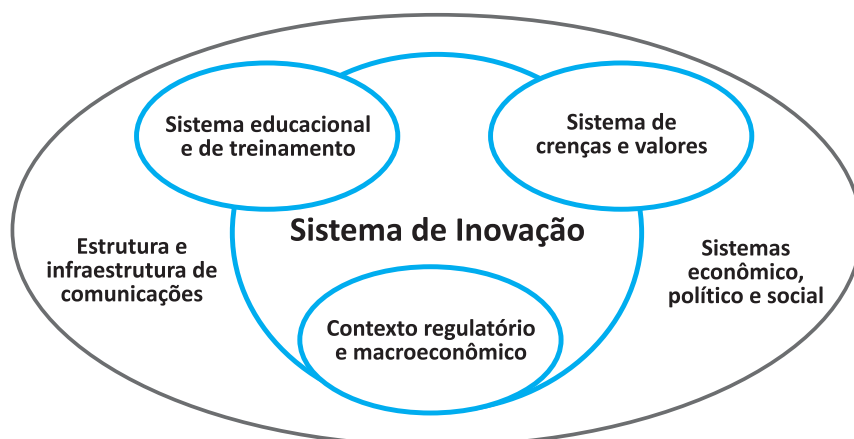 Sistema educacional
e de treinamento
Sistema de
crenças e valores
Sistema de Inovação
Estrutura e
infraestrutura de
comunicações
Sistemas
econômico,
político e social
Contexto regulatório
e macroeconômico